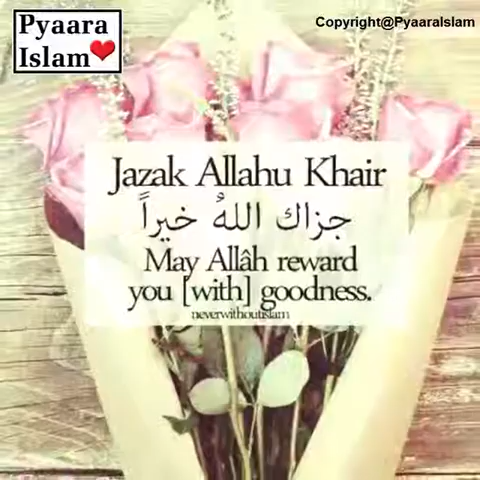 Pyaara
Islam
Copyright@PyaaraIslam
Jazak Allahu Khair
جزاك اللهُ خيراً
May Allâh reward
you [with] goodness.
neverwithoutislam